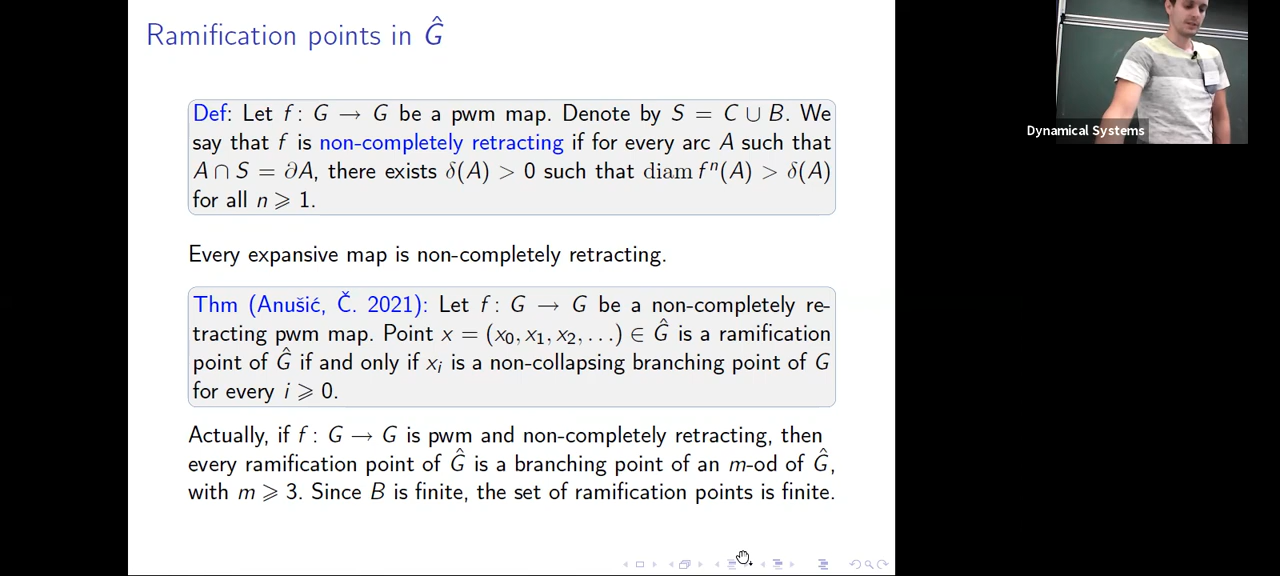 Ramification points in Ĝ
Def: Let f : G → G be a pwm map. Denote by S = C ∪ B. We
say that f is non-completely retracting if for every arc A such that
A ∩ S = ∂A, there exists δ(A) > 0 such that diam fⁿ(A) > δ(A)
for all n ⩾ 1.
Every expansive map is non-completely retracting.
Thm (Anušić, Č. 2021): Let f : G → G be a non-completely re-
tracting pwm map. Point x = (x₀, x₁, x₂, . . .) ∈ Ĝ is a ramification
point of Ĝ if and only if xᵢ is a non-collapsing branching point of G
for every i ⩾ 0.
Actually, if f : G → G is pwm and non-completely retracting, then
every ramification point of Ĝ is a branching point of an m-od of Ĝ,
with m ⩾ 3. Since B is finite, the set of ramification points is finite.
Dynamical Systems